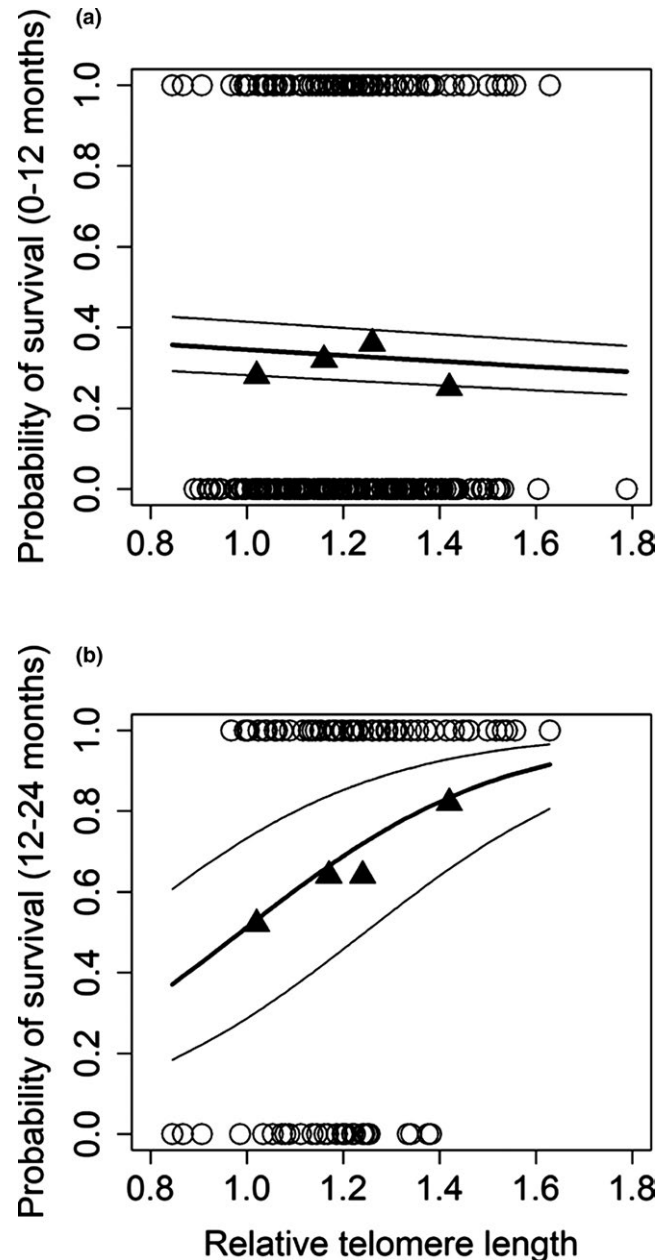 (a)
Probability of survival (0-12 months)
1.0
0.8
0.6
0.4
0.2
0.0
0.8 1.0 1.2 1.4 1.6 1.8
(b)
Probability of survival (12-24 months)
1.0
0.8
0.6
0.4
0.2
0.0
0.8 1.0 1.2 1.4 1.6 1.8
Relative telomere length